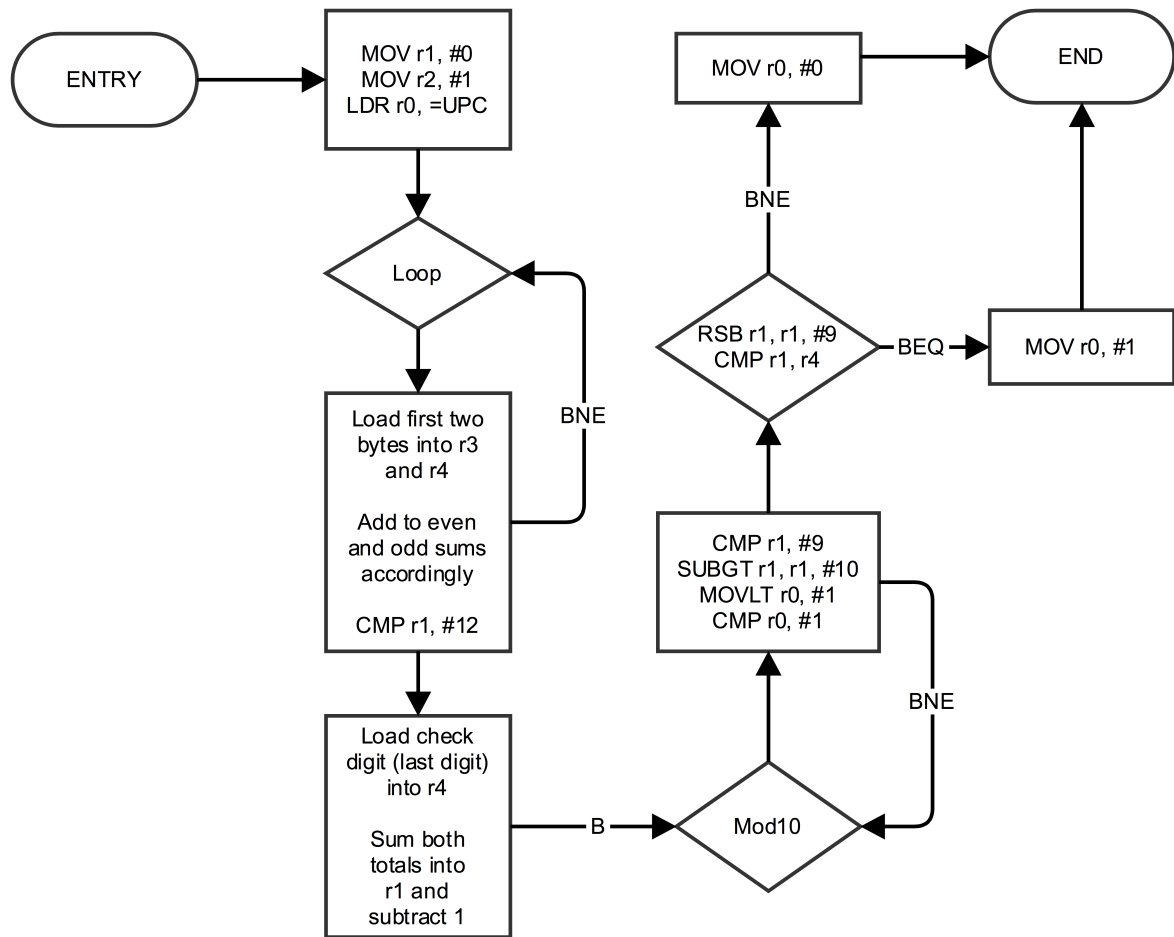 ENTRY
MOV r1, #0
MOV r2, #1
LDR r0, =UPC
Loop
BNE
Load first two
bytes into r3
and r4
Add to even
and odd sums
accordingly
CMP r1, #12
Load check
digit (last digit)
into r4
Sum both
totals into
r1 and
subtract 1
B
Mod10
BNE
CMP r1, #9
SUBGT r1, r1, #10
MOVLT r0, #1
CMP r0, #1
RSB r1, r1, #9
CMP r1, r4
BEQ
MOV r0, #1
BNE
MOV r0, #0
END